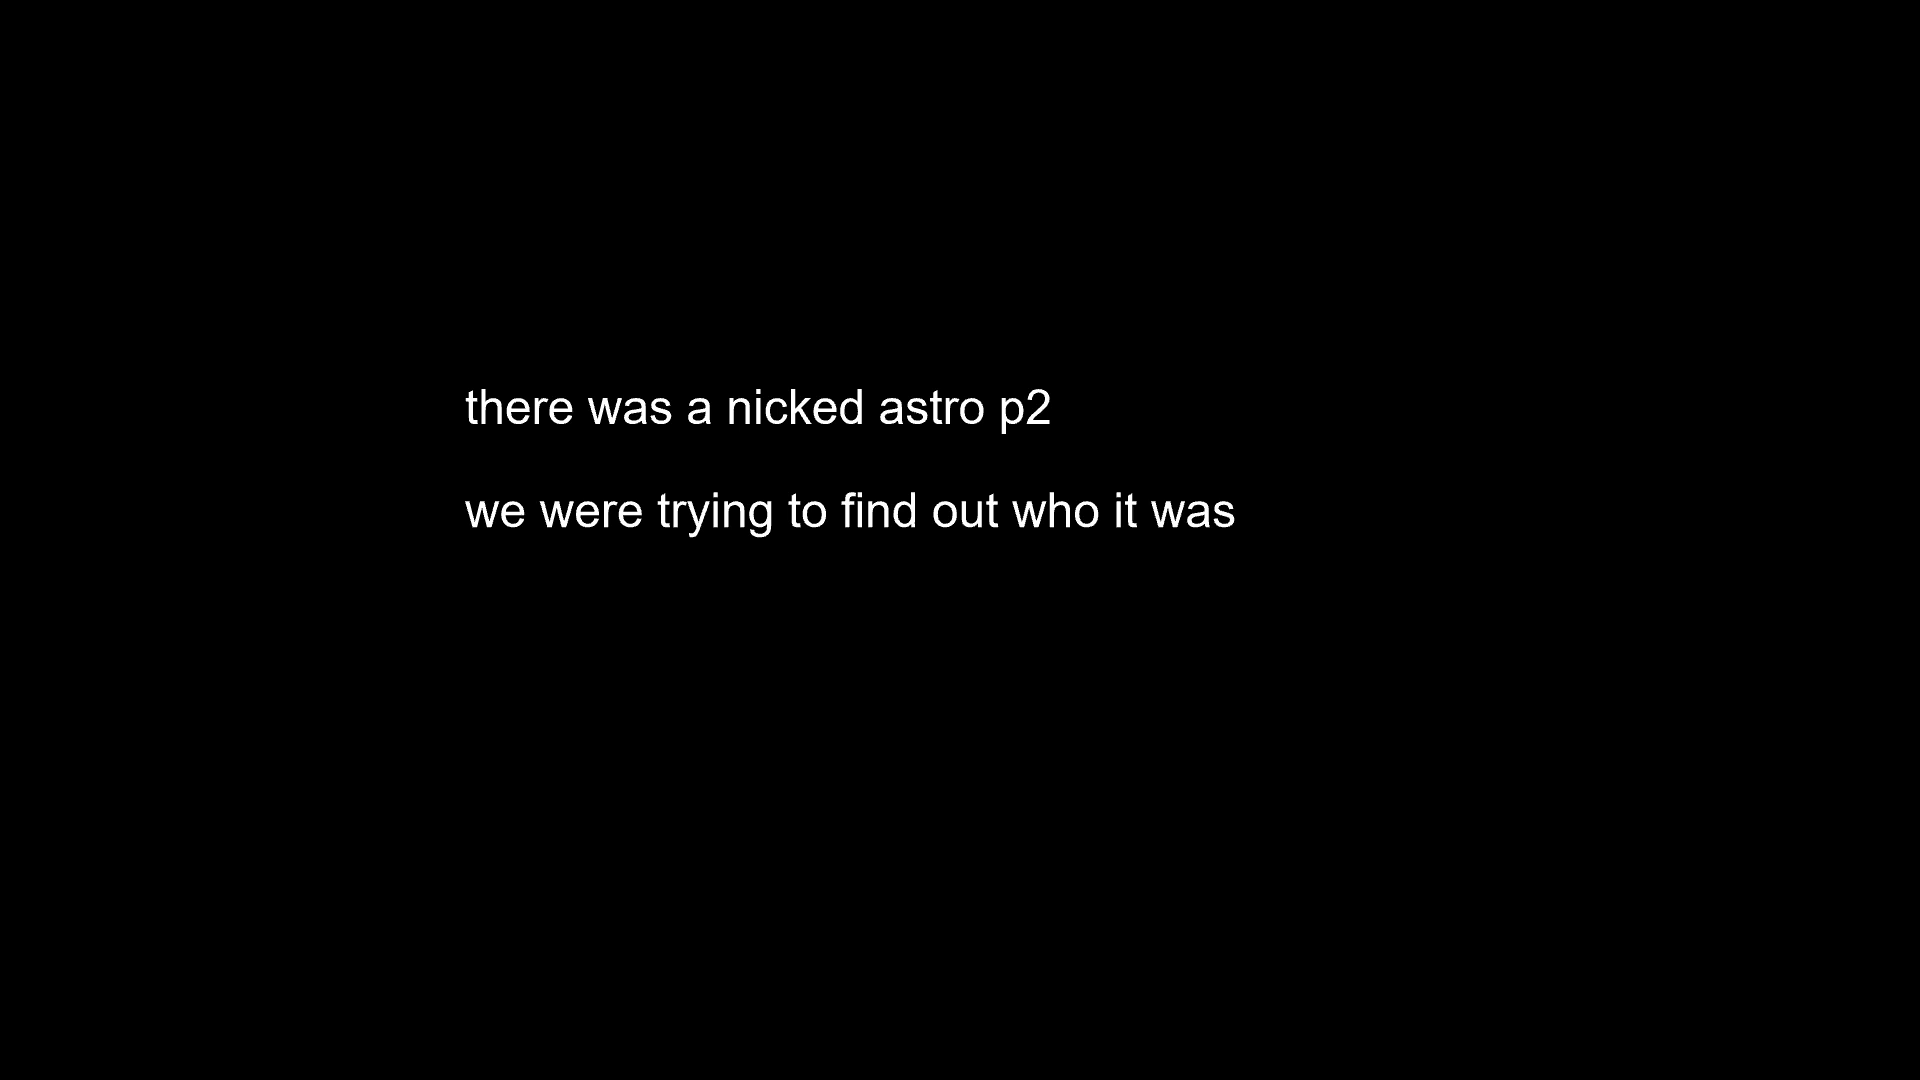 there was a nicked astro p2
we were trying to find out who it was